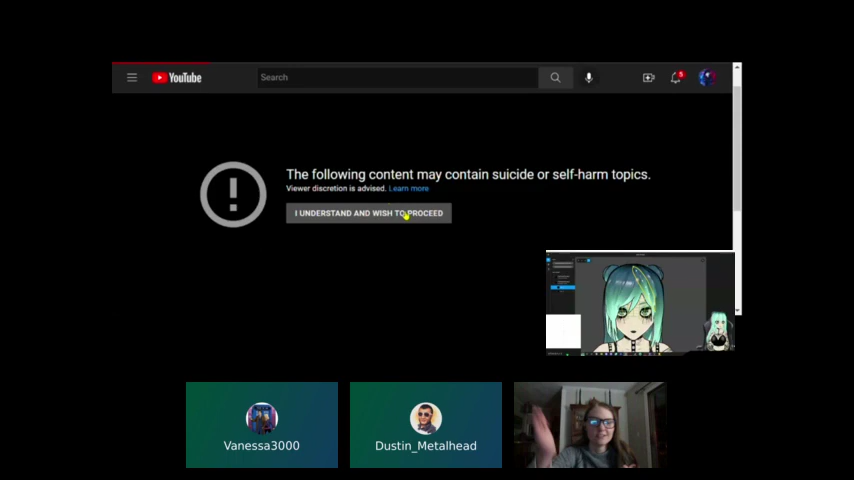 YouTube
Search
5
The following content may contain suicide or self-harm topics.
Viewer discretion is advised. Learn more
I UNDERSTAND AND WISH TO PROCEED
Vanessa3000
Dustin_Metalhead